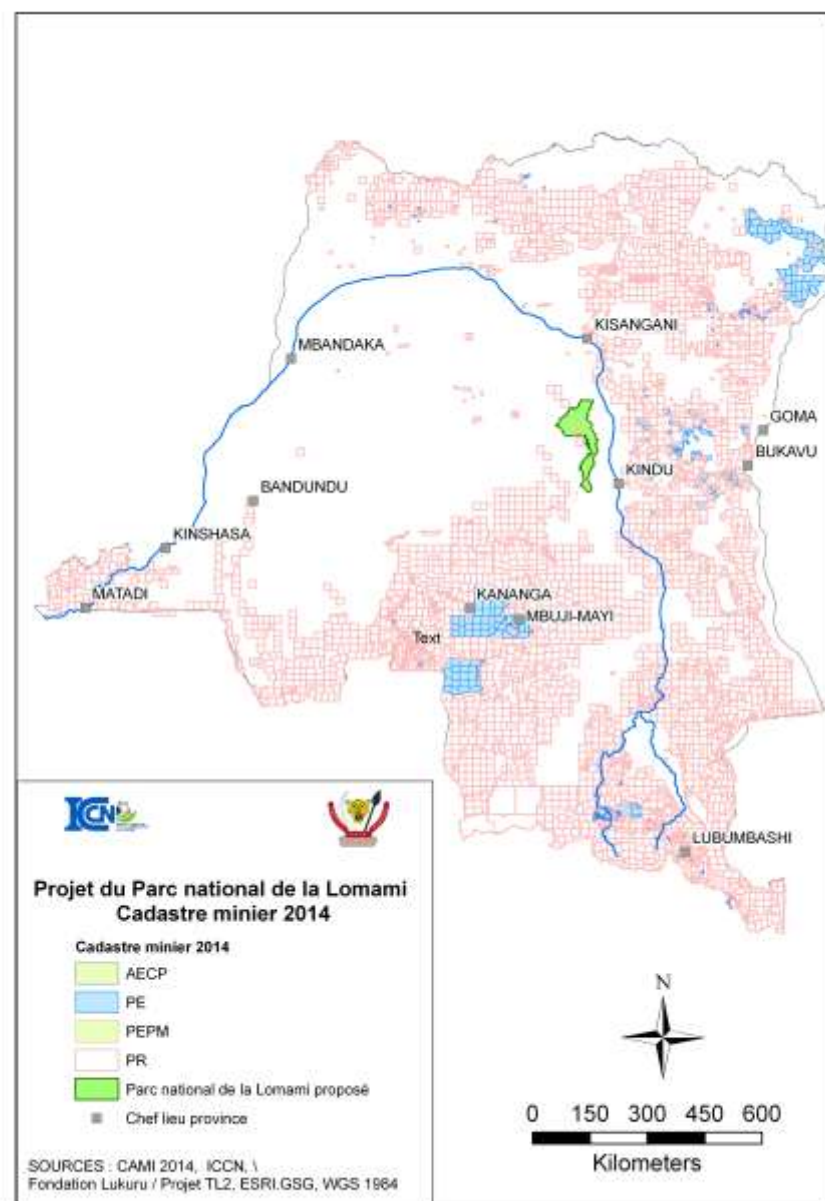 KISANGANI
MBANDAKA
GOMA
BUKAVU
KINDU
BANDUNDU
KINSHASA
MATADI
KANANGA
MBUJI-MAYI
Text
LUBUMBASHI
ICCN
Projet du Parc national de la Lomami
Cadastre minier 2014
Cadastre minier 2014
AECP
PE
PEPM
PR
Parc national de la Lomami proposé
Chef lieu province
SOURCES : CAMI 2014, ICCN, \
Fondation Lukuru / Projet TL2, ESRI.GSG, WGS 1984
N
0 150 300 450 600
Kilometers